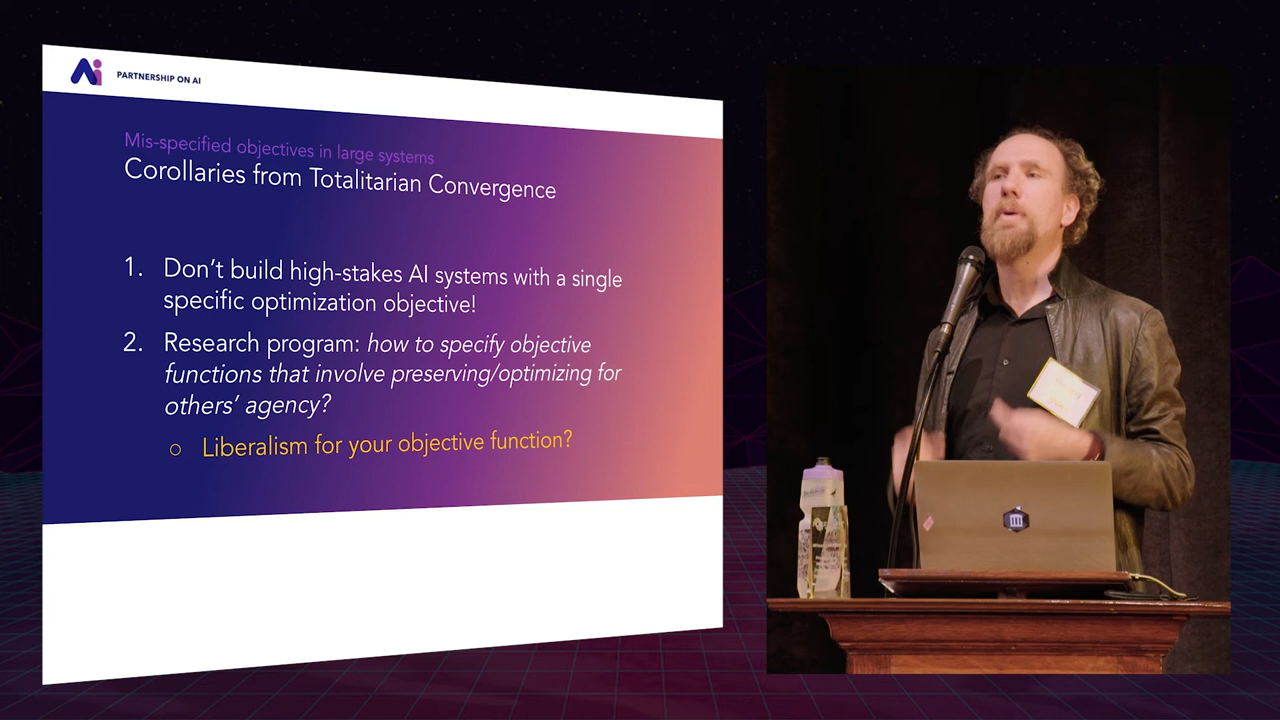 PARTNERSHIP ON AI
Mis-specified objectives in large systems
Corollaries from Totalitarian Convergence
1. Don't build high-stakes AI systems with a single
specific optimization objective!
2. Research program: how to specify objective
functions that involve preserving/optimizing for
others' agency?
○ Liberalism for your objective function?